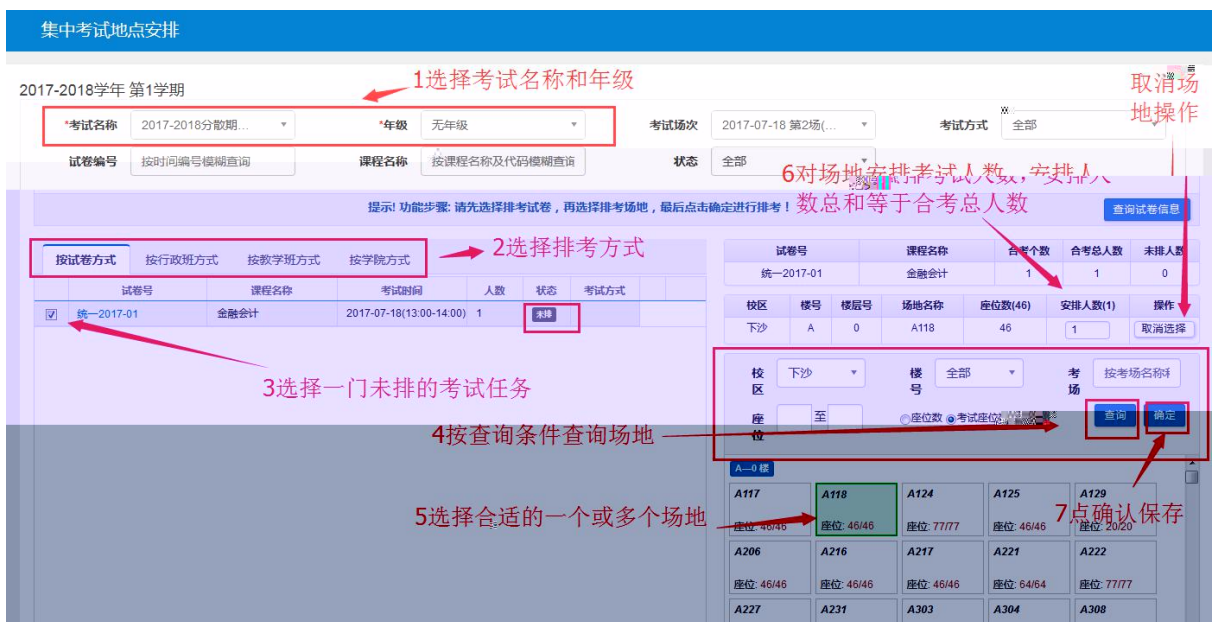 集中考试地点安排
2017-2018学年 第1学期
1选择考试名称和年级
取消场
地操作
*考试名称 2017-2018分散期... *年级 无年级 考试场次 2017-07-18 第2场(... 考试方式 全部
试卷编号 按时间编号模糊查询 课程名称 按课程名称及代码模糊查询 状态 全部
6对场地安排考试人数，安排人
数总和等于合考总人数
提示! 功能步骤: 请先选择排考试卷，再选择排考场地，最后点击确定进行排考！
查询试卷信息
2选择排考方式
按试卷方式 按行政班方式 按教学班方式 按学院方式
试卷号 课程名称 考试时间 人数 状态 考试方式
统—2017-01 金融会计 2017-07-18(13:00-14:00) 1 未排
3选择一门未排的考试任务
试卷号 课程名称 合考个数 合考总人数 未排人数
统—2017-01 金融会计 1 1 0
校区 楼号 楼层号 场地名称 座位数(46) 安排人数(1) 操作
下沙 A 0 A118 46 1 取消选择
校区 下沙 楼号 全部 考场 按考场名称和
座位 至 座位数 考试座位 查询 确定
4按查询条件查询场地
A—0 楼
A117 A118 A124 A125 A129
座位: 46/46 座位: 46/46 座位: 77/77 座位: 46/46 座位: 20/20
5选择合适的一个或多个场地
7点确认保存
A206 A216 A217 A221 A222
座位: 46/46 座位: 46/46 座位: 46/46 座位: 64/64 座位: 77/77
A227 A231 A303 A304 A308